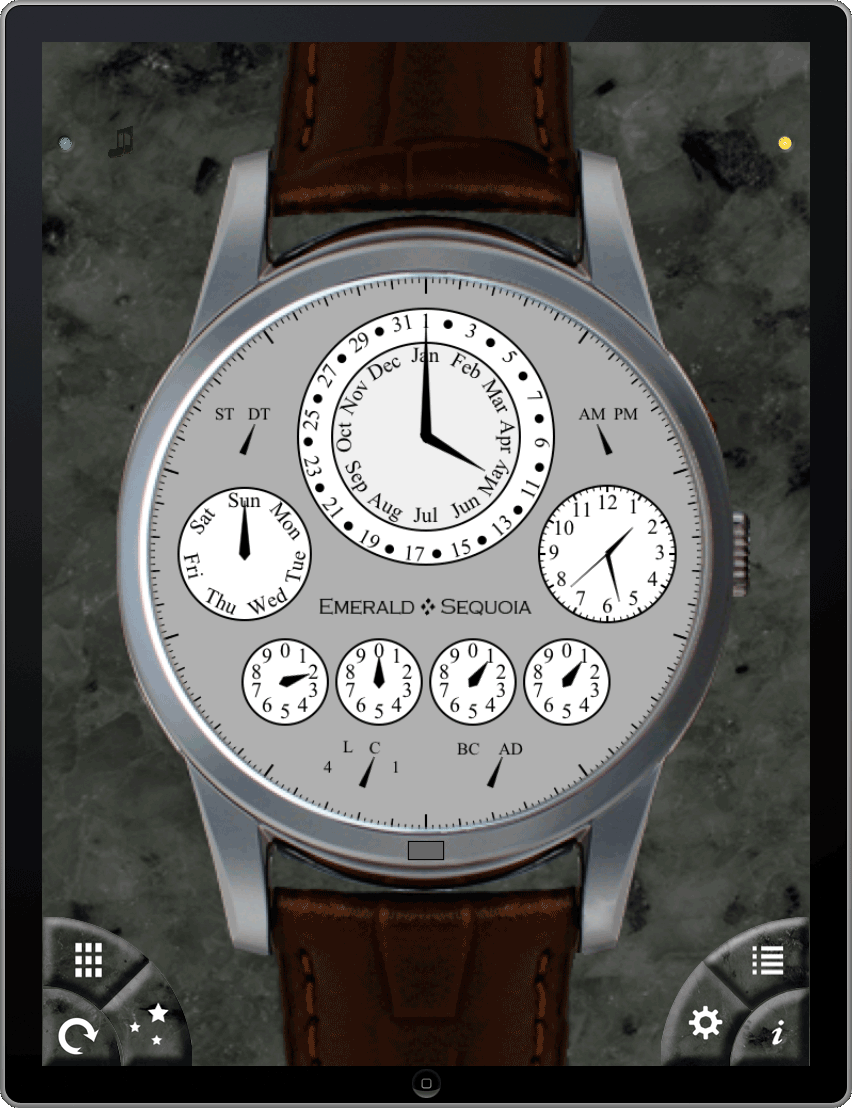 31 1 3 5 7 6 11 13 15 17 19 21 23 25 27 29
Jan Feb Mar Apr May Jun Jul Aug Sep Oct Nov Dec
ST DT
AM PM
Sun Mon Tue Wed Thu Fri Sat
12 1 2 3 4 5 6 7 8 9 10 11
EMERALD SEQUOIA
0 1 2 3 4 5 6 7 8 9
0 1 2 3 4 5 6 7 8 9
0 1 2 3 4 5 6 7 8 9
0 1 2 3 4 5 6 7 8 9
L C
4 1
BC AD
i